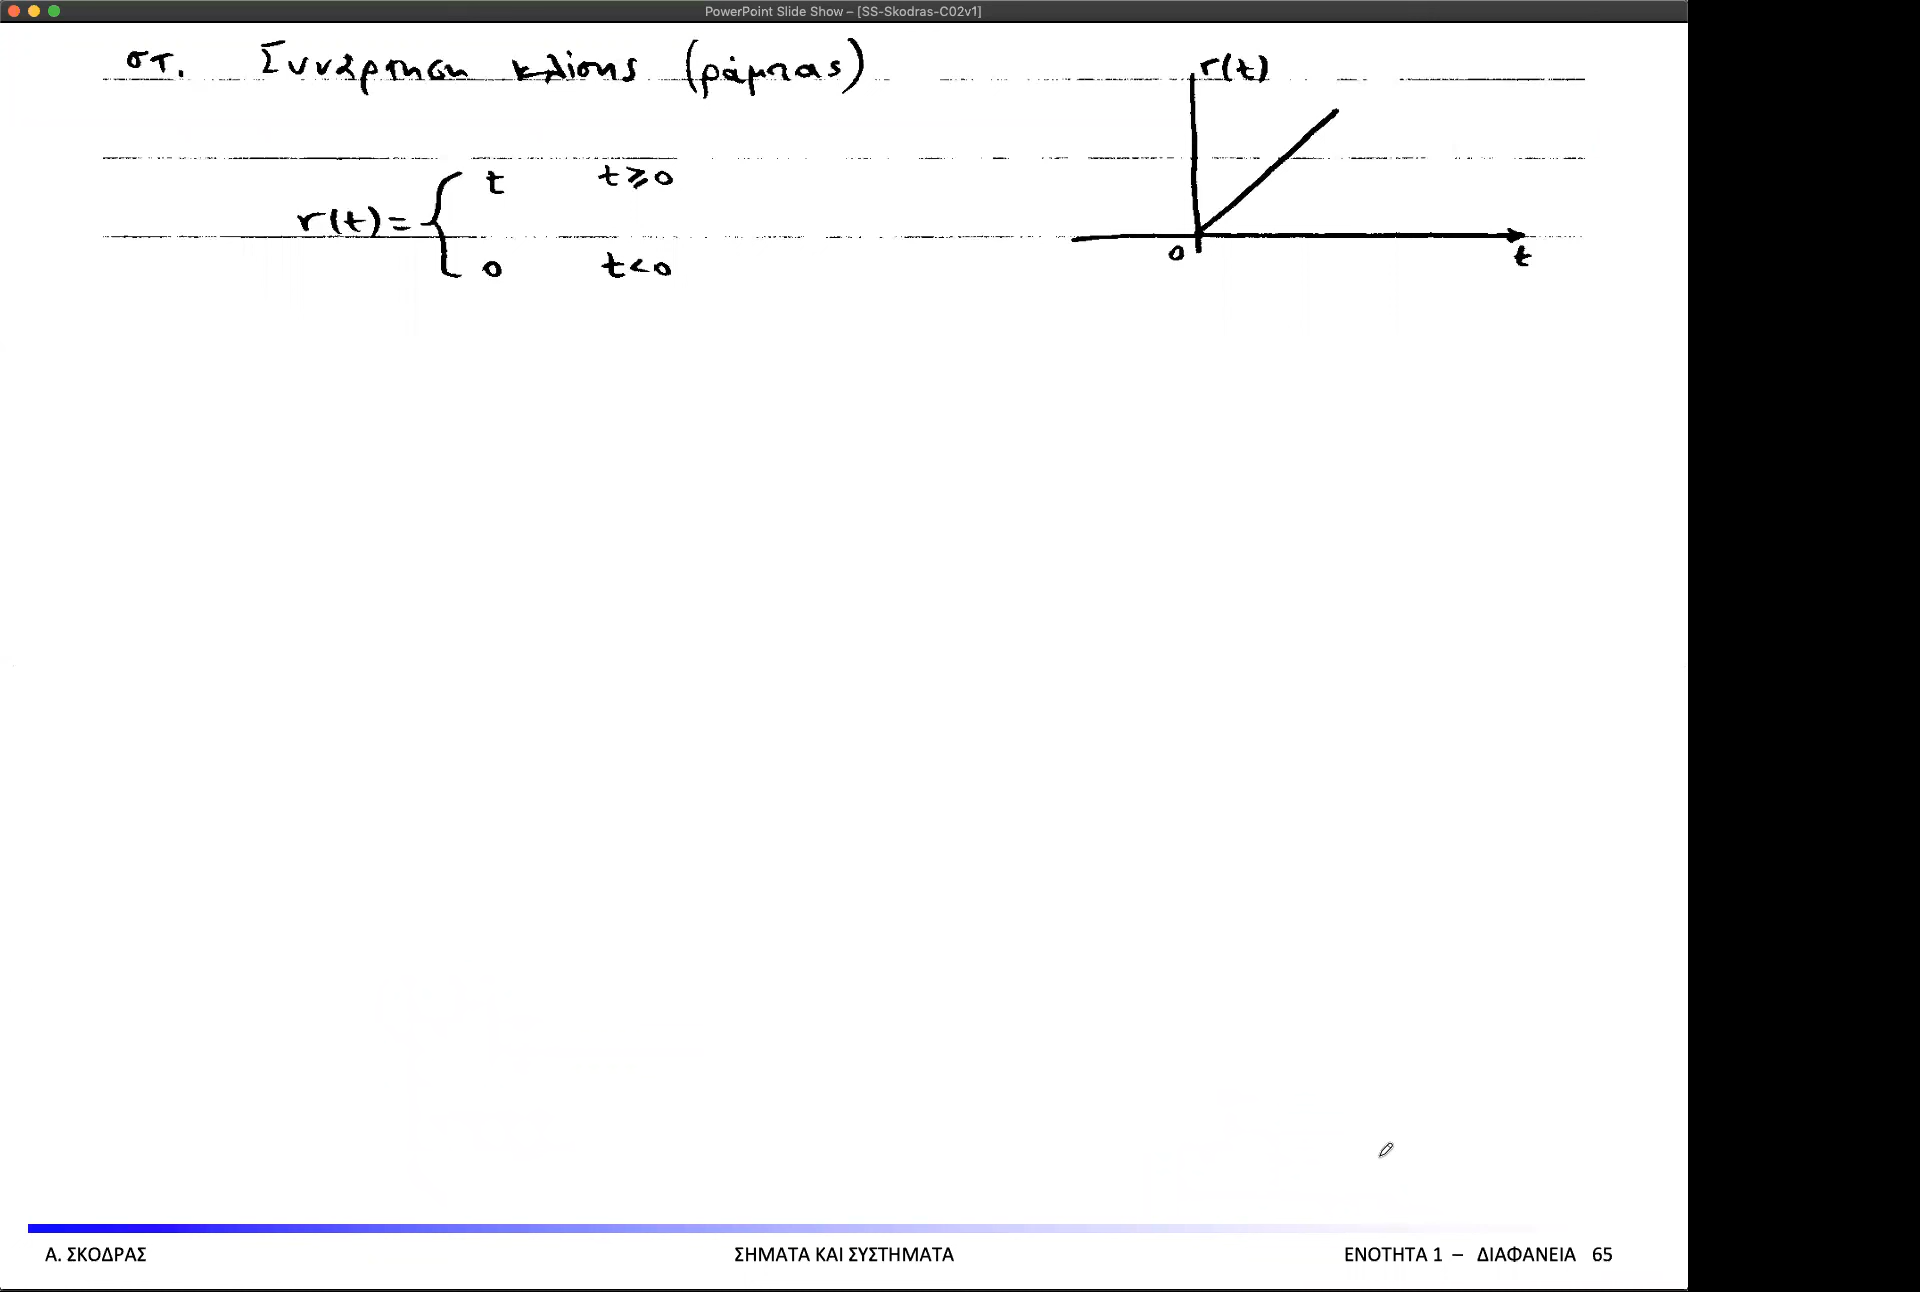 PowerPoint Slide Show – [SS-Skodras-C02v1]
στ. Συνάρτηση κλίσης (ράμπας)
r(t)
t t⩾0
r(t)=
0 t<0
0
t
Α. ΣΚΟΔΡΑΣ ΣΗΜΑΤΑ ΚΑΙ ΣΥΣΤΗΜΑΤΑ ΕΝΟΤΗΤΑ 1 – ΔΙΑΦΑΝΕΙΑ 65